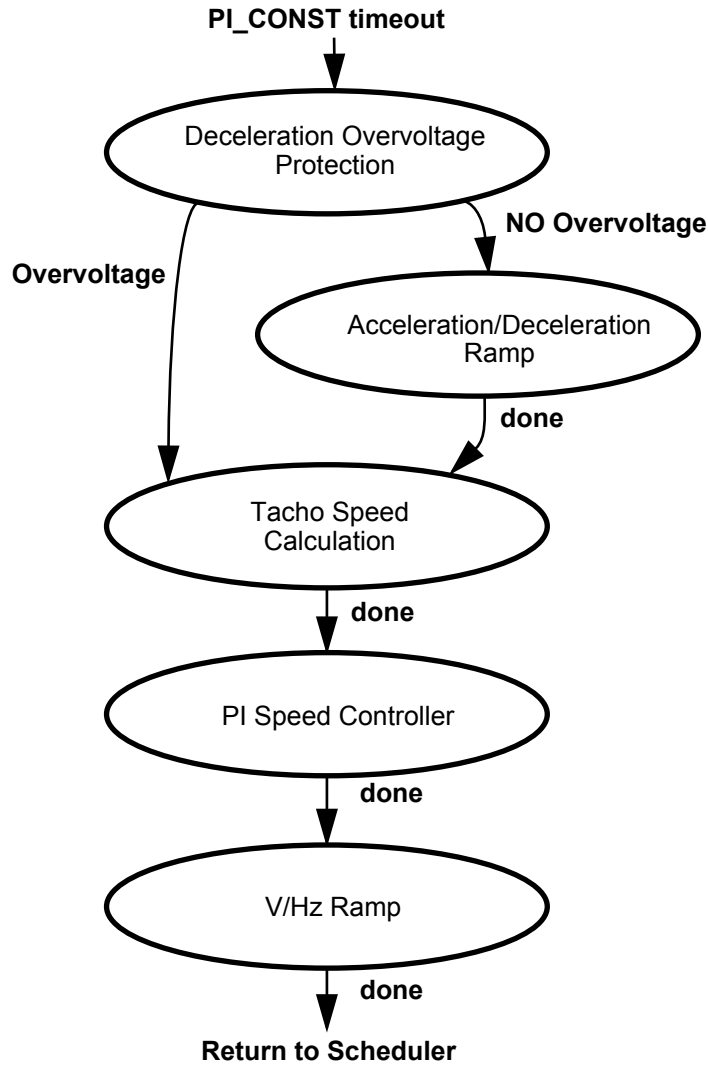 PI_CONST timeout
Deceleration Overvoltage
Protection
NO Overvoltage
Overvoltage
Acceleration/Deceleration
Ramp
done
Tacho Speed
Calculation
done
PI Speed Controller
done
V/Hz Ramp
done
Return to Scheduler